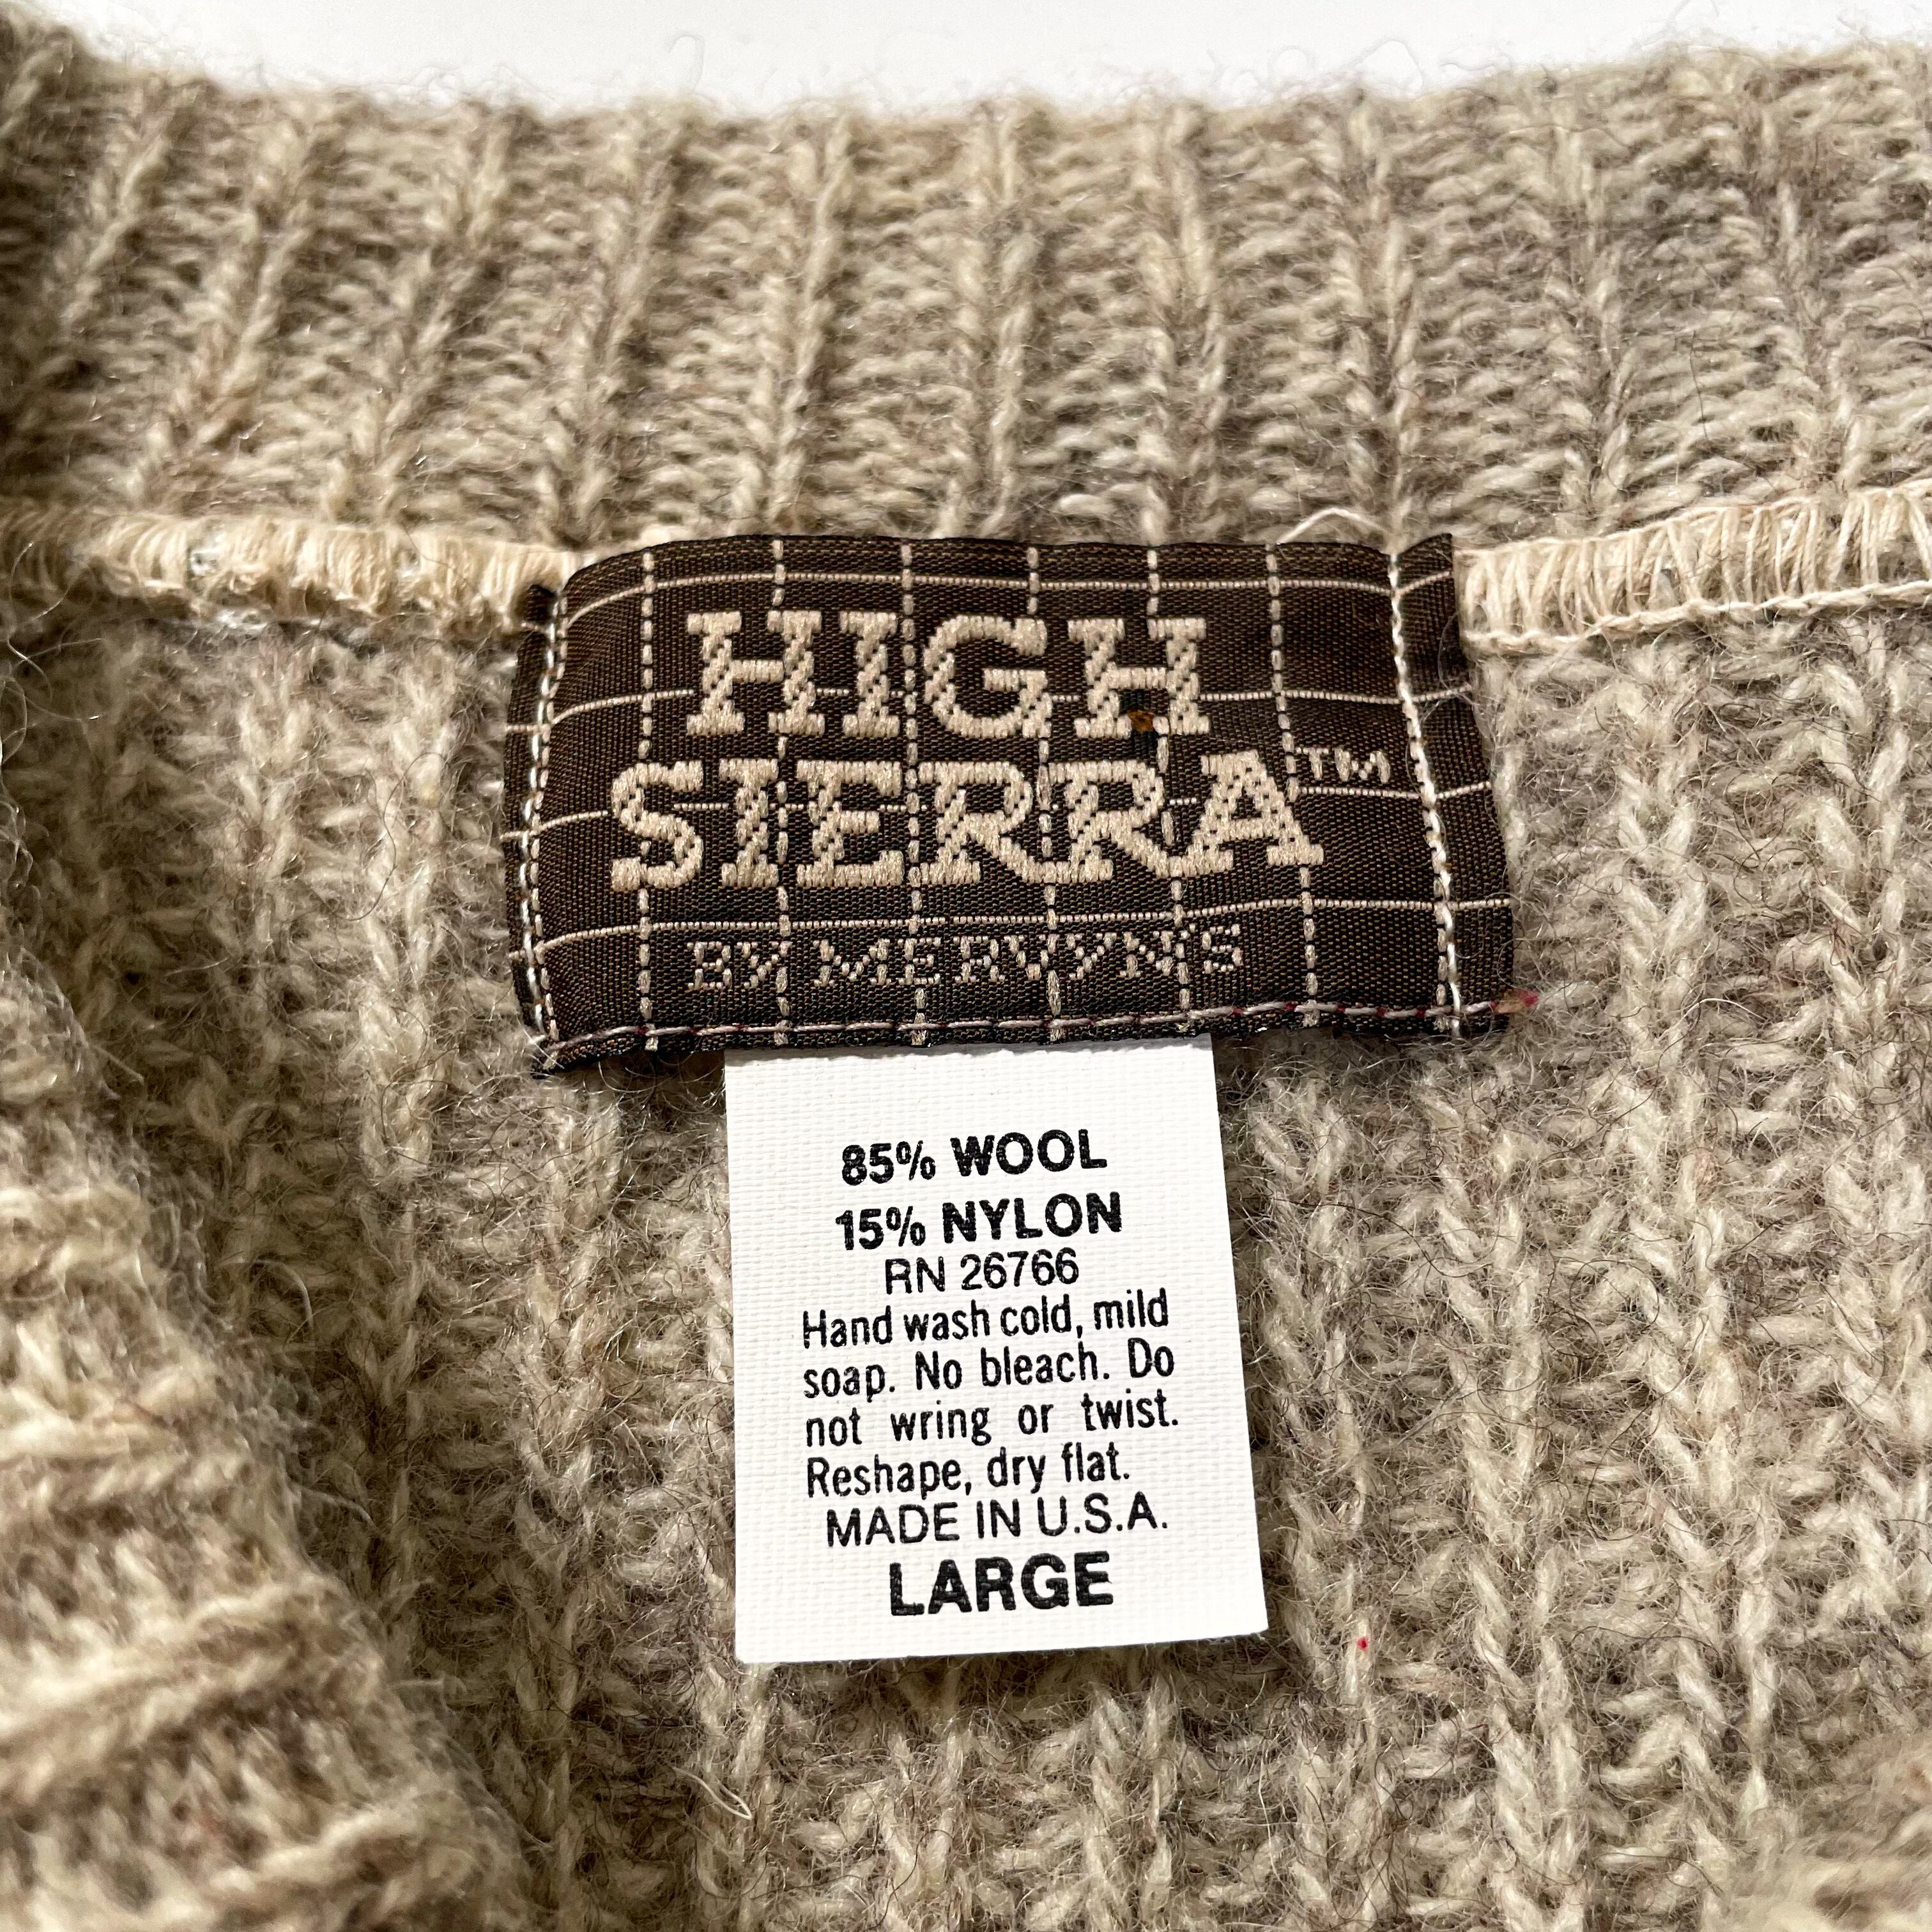 HIGH
SIERRA™
BY MERVYN'S
85% WOOL
15% NYLON
RN 26766
Hand wash cold, mild
soap. No bleach. Do
not wring or twist.
Reshape, dry flat.
MADE IN U.S.A.
LARGE